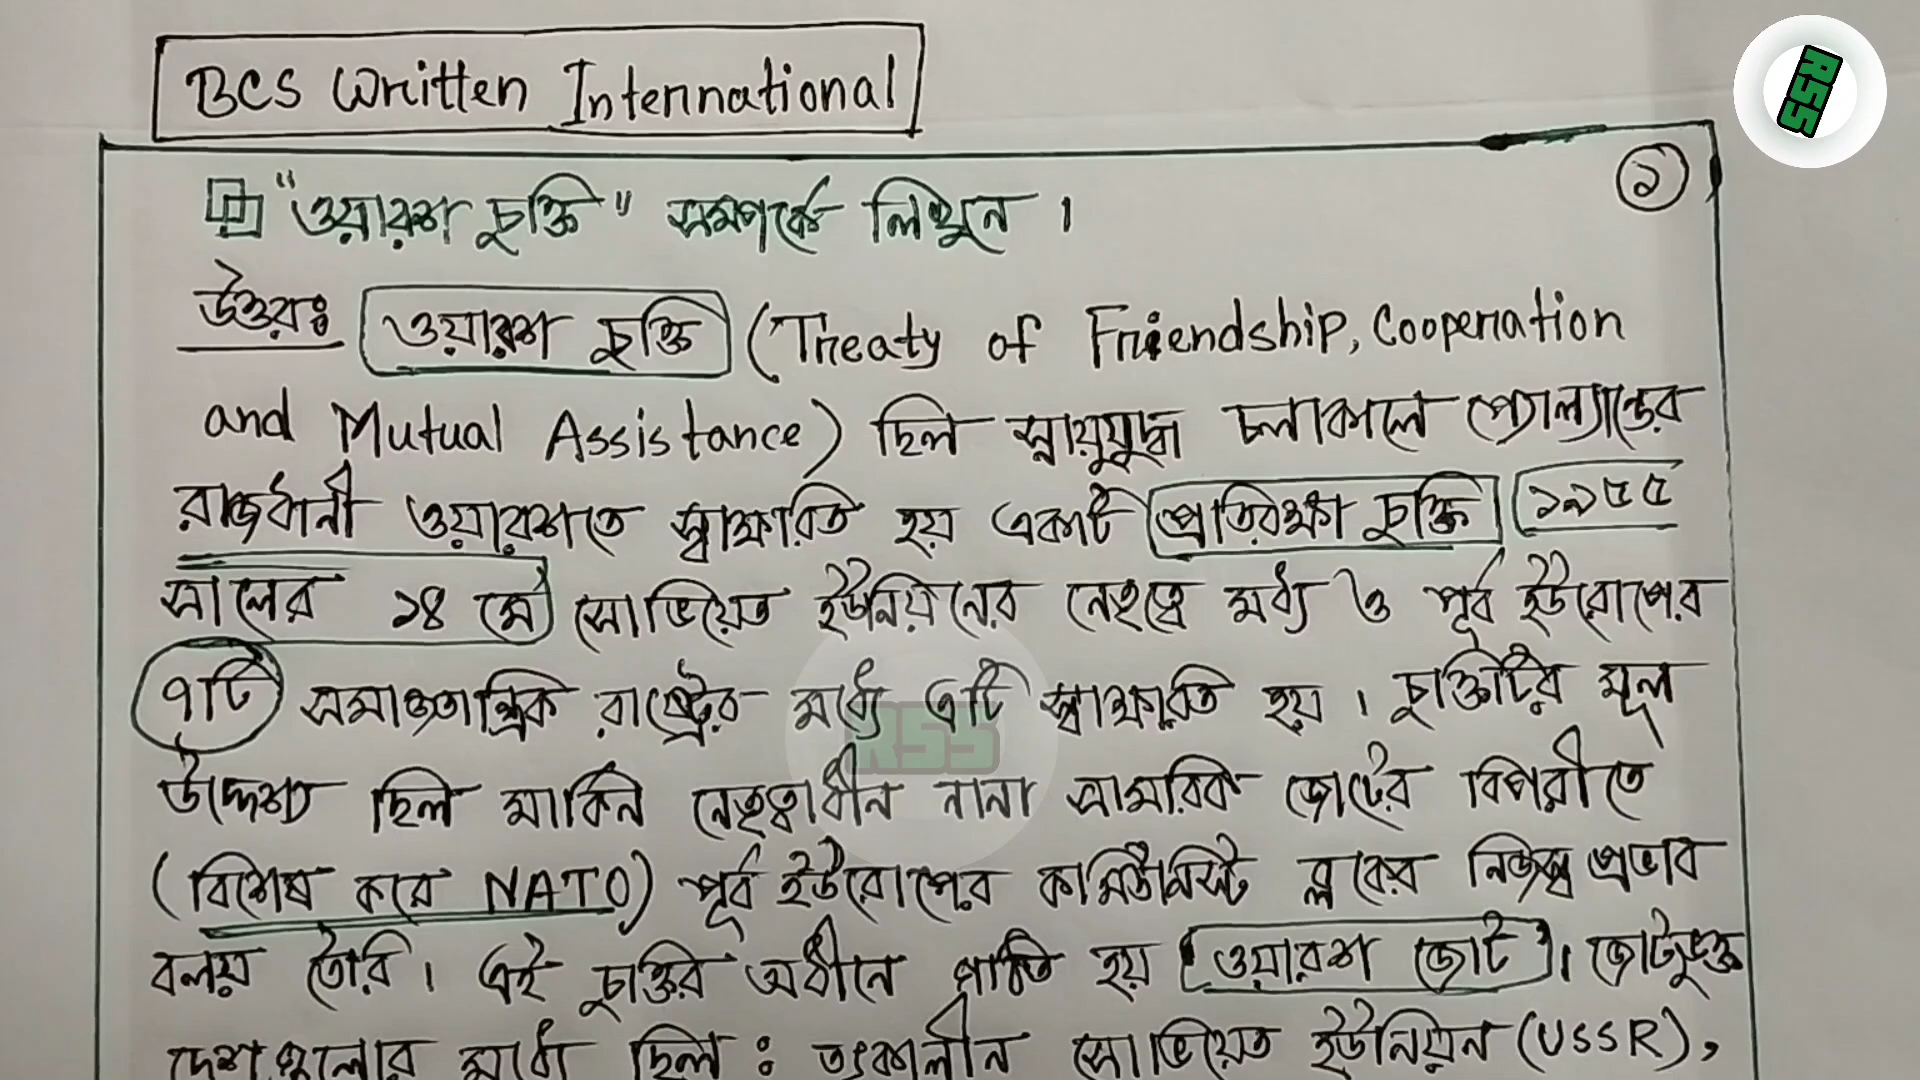 BCS Written International
RSS
১
"ওয়ারশ চুক্তি" সম্পর্কে লিখুন।
উত্তরঃ ওয়ারশ চুক্তি (Treaty of Friendship, Cooperation
and Mutual Assistance) ছিল স্নায়ুযুদ্ধ চলাকালে পোল্যান্ডের
রাজধানী ওয়ারশতে স্বাক্ষরিত হয় একটি প্রতিরক্ষা চুক্তি ১৯৫৫
সালের ১৪ মে সোভিয়েত ইউনিয়নের নেতৃত্বে মধ্য ও পূর্ব ইউরোপের
৭টি সমাজতান্ত্রিক রাষ্ট্রের মধ্যে এটি স্বাক্ষরিত হয়। চুক্তিটির মূল
RSS
উদ্দেশ্য ছিল মার্কিন নেতৃত্বাধীন নানা সামরিক জোটের বিপরীতে
(বিশেষ করে NATO) পূর্ব ইউরোপের কমিউনিস্ট ব্লকের নিজস্ব প্রভাব
বলয় তৈরি। এই চুক্তির অধীনে গঠিত হয় ওয়ারশ জোট। জোটভুক্ত
দেশগুলোর মধ্যে ছিল : তৎকালীন সোভিয়েত ইউনিয়ন (USSR),